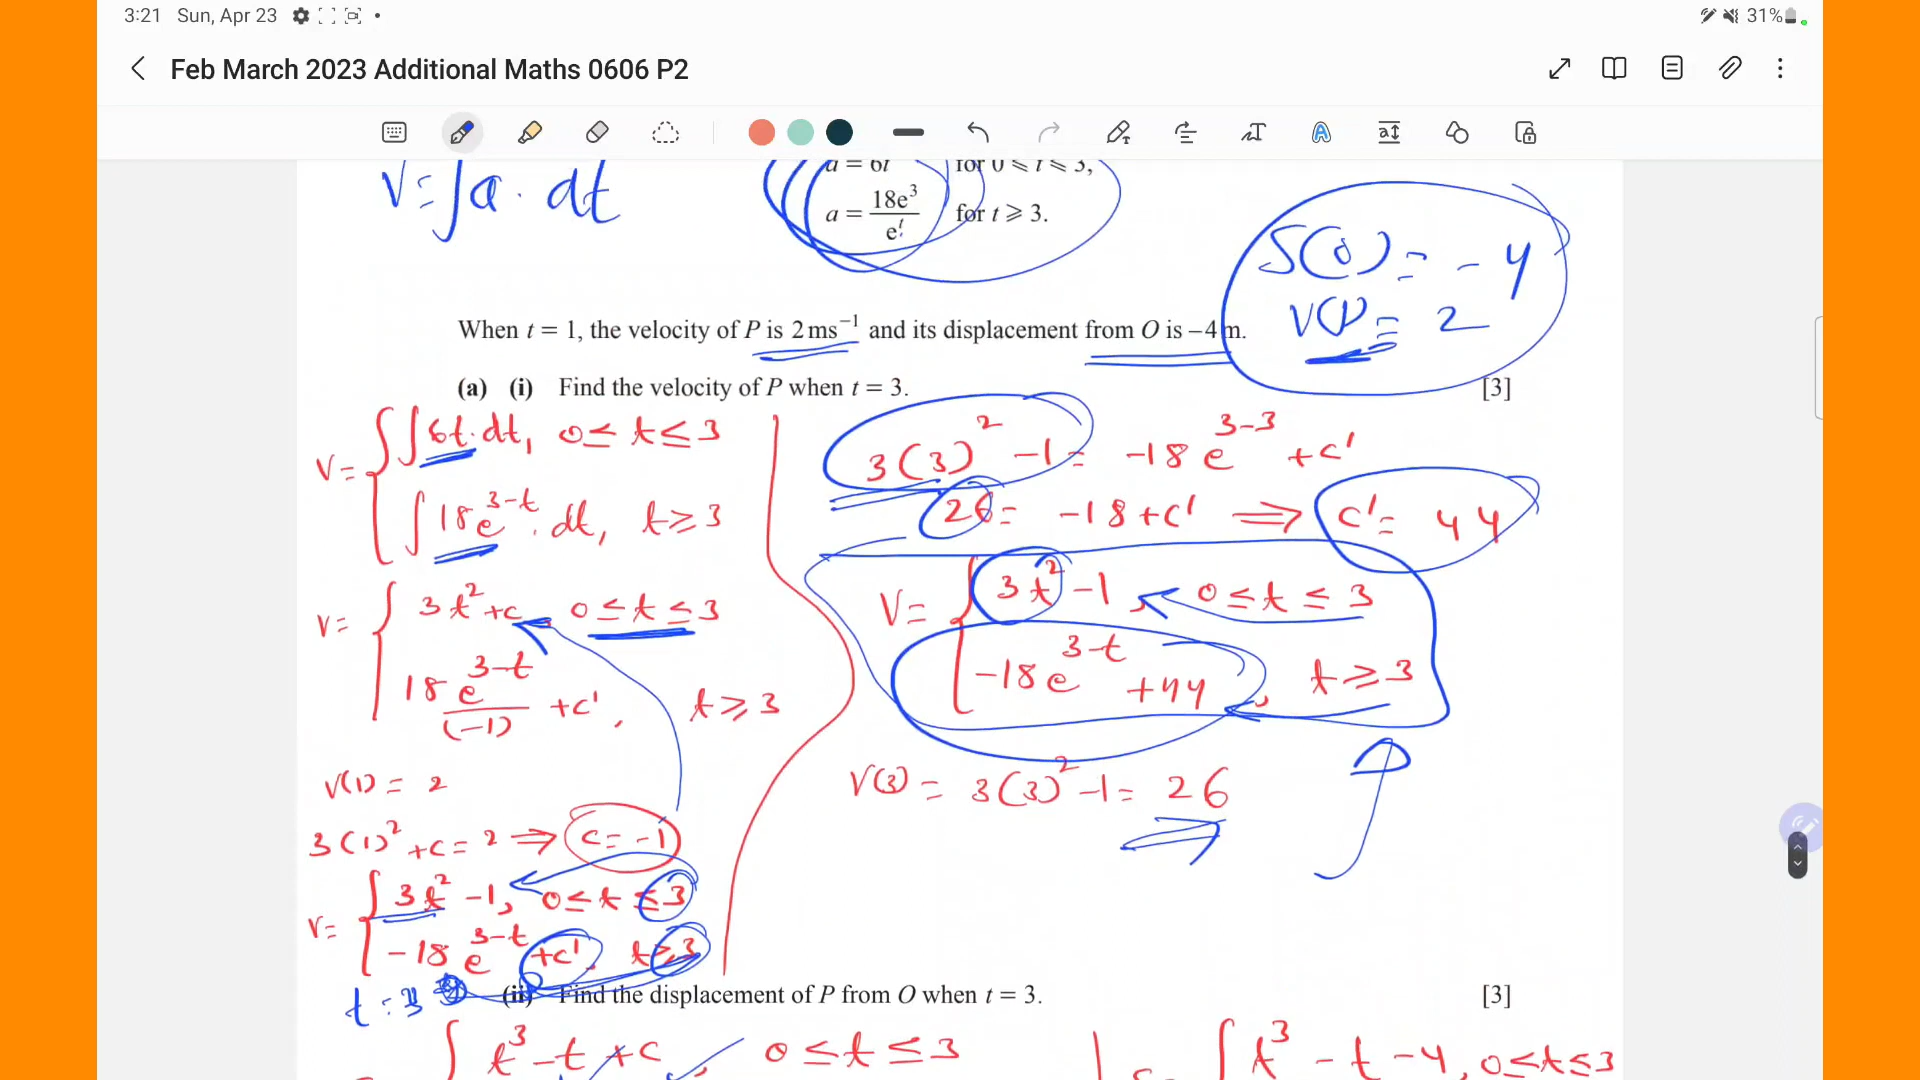 3:21 Sun, Apr 23
31%
Feb March 2023 Additional Maths 0606 P2
V = ∫a · dt
a = 6t for 0 ⩽ t ⩽ 3,
a = 18e³/eᵗ for t ⩾ 3.
S(0) = -4
V(1) = 2
When t = 1, the velocity of P is 2 ms⁻¹ and its displacement from O is −4 m.
(a) (i) Find the velocity of P when t = 3. [3]
V = { ∫6t·dt, 0 ≤ t ≤ 3
∫18e^(3-t)·dt, t ≥ 3
V = { 3t² + c, 0 ≤ t ≤ 3
18e^(3-t)/(-1) + c', t ≥ 3
V(1) = 2
3(1)² + c = 2 ⇒ c = -1
V = { 3t² - 1, 0 ≤ t ≤ 3
-18e^(3-t) + c', t ≥ 3
t = 3
3(3)² - 1 = -18e^(3-3) + c'
26 = -18 + c' ⇒ c' = 44
V = { 3t² - 1, 0 ≤ t ≤ 3
-18e^(3-t) + 44, t ≥ 3
V(3) = 3(3)² - 1 = 26
(ii) Find the displacement of P from O when t = 3. [3]
t³ - t + c, 0 ≤ t ≤ 3
t³ - t - 4, 0 ≤ t ≤ 3